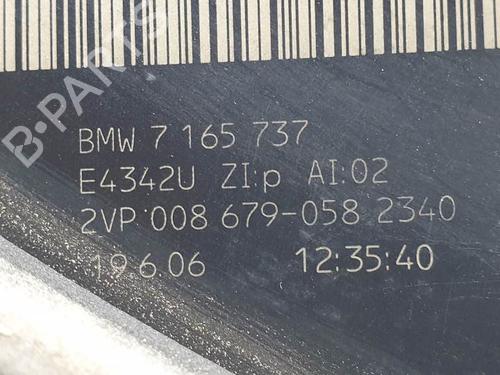 B-PARTS
BMW 7 165 737
E4342U ZI:p AI:02
2VP 008 679-058 2340
19.6.06 12:35:40